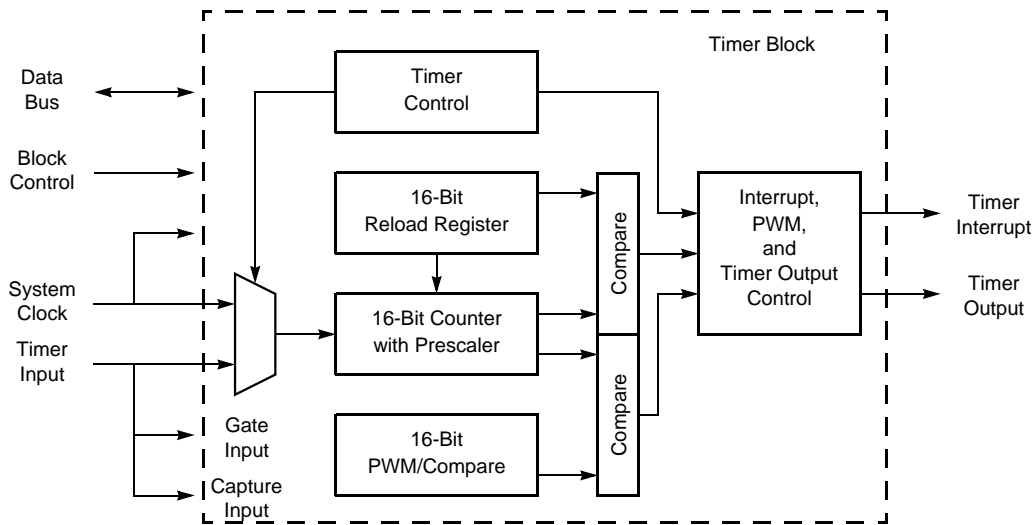 Timer Block
Data
Bus
Timer
Control
Block
Control
16-Bit
Reload Register
Compare
Interrupt,
PWM,
and
Timer Output
Control
Timer
Interrupt
System
Clock
16-Bit Counter
with Prescaler
Timer
Output
Timer
Input
Compare
Gate
Input
16-Bit
PWM/Compare
Capture
Input